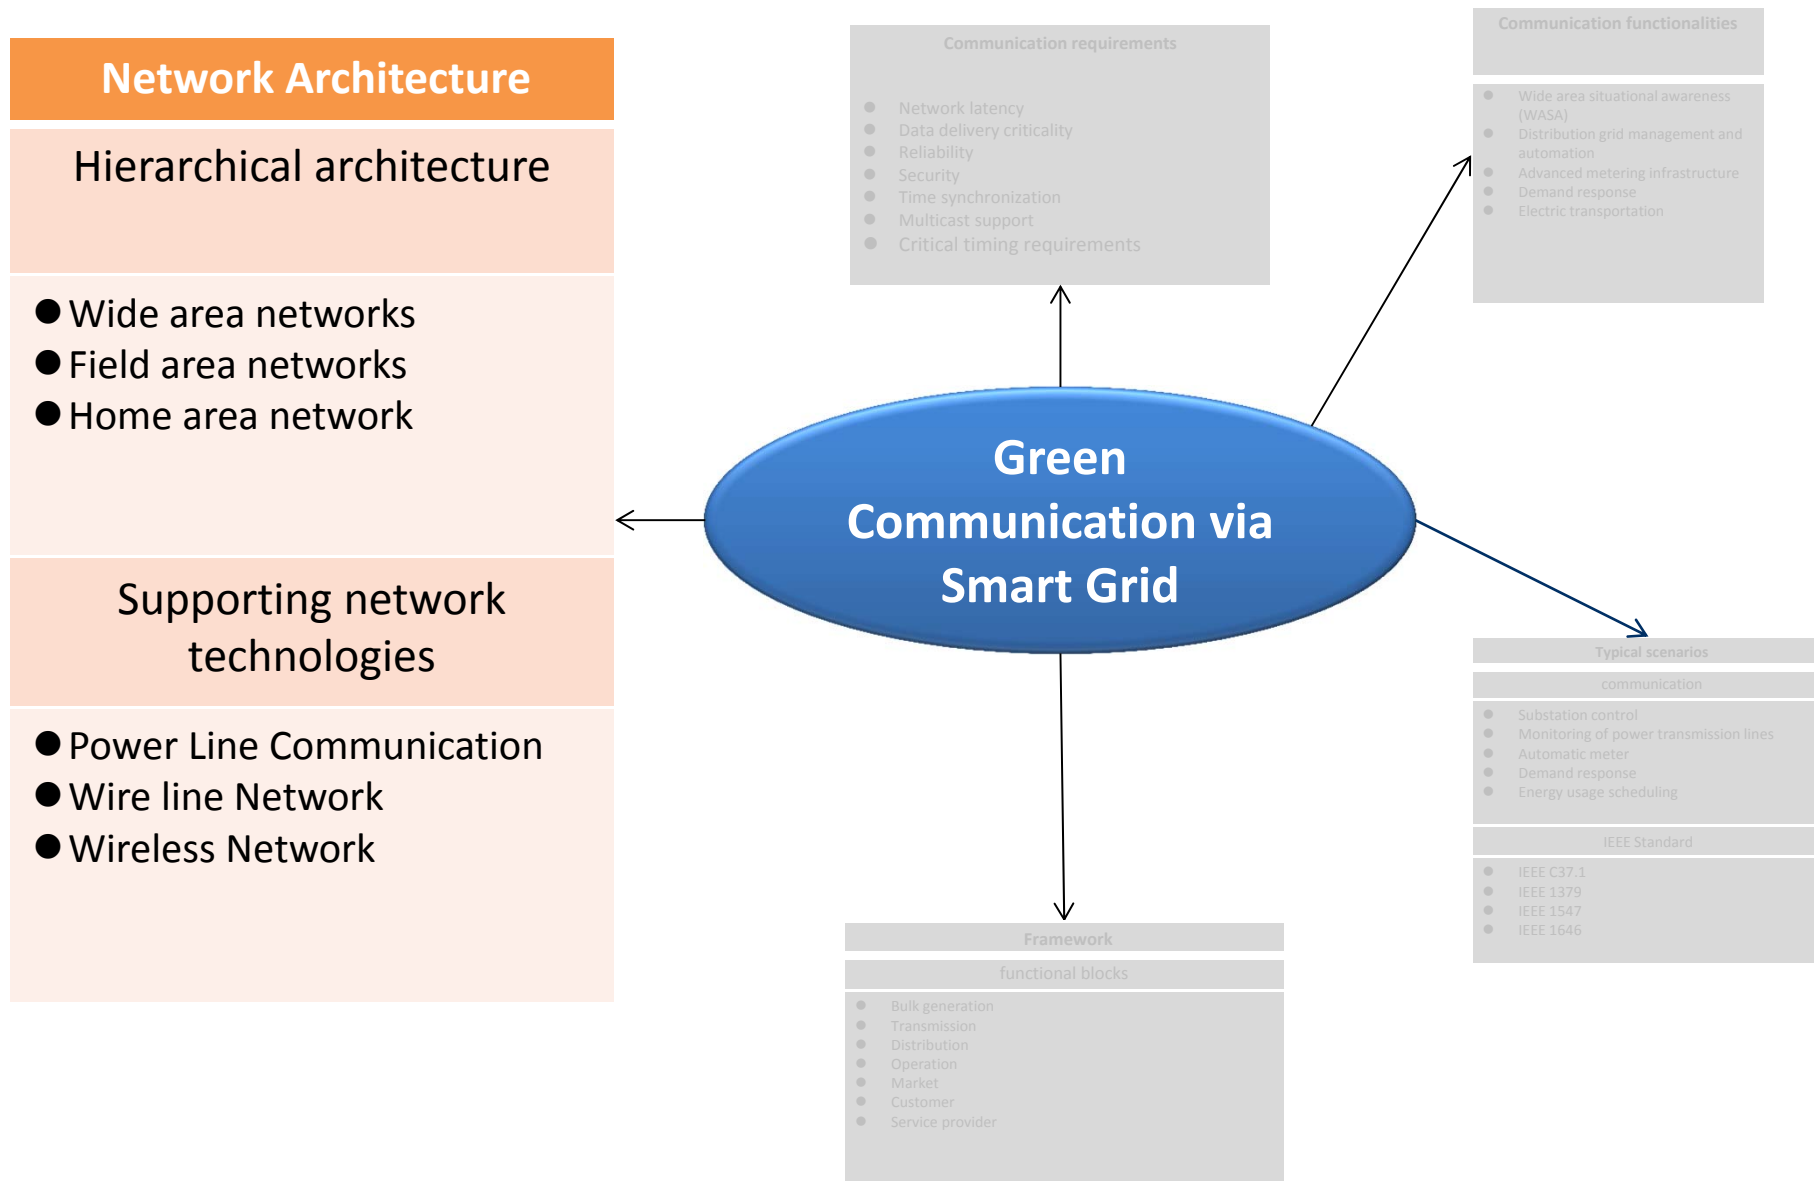 Network Architecture
Hierarchical architecture
● Wide area networks
● Field area networks
● Home area network
Supporting network
technologies
● Power Line Communication
● Wire line Network
● Wireless Network
Communication requirements
● Network latency
● Data delivery criticality
● Reliability
● Security
● Time synchronization
● Multicast support
● Critical timing requirements
Communication functionalities
● Wide area situational awareness
(WASA)
● Distribution grid management and
automation
● Advanced metering infrastructure
● Demand response
● Electric transportation
Green
Communication via
Smart Grid
Typical scenarios
communication
● Substation control
● Monitoring of power transmission lines
● Automatic meter
● Demand response
● Energy usage scheduling
IEEE Standard
● IEEE C37.1
● IEEE 1379
● IEEE 1547
● IEEE 1646
Framework
functional blocks
● Bulk generation
● Transmission
● Distribution
● Operation
● Market
● Customer
● Service provider